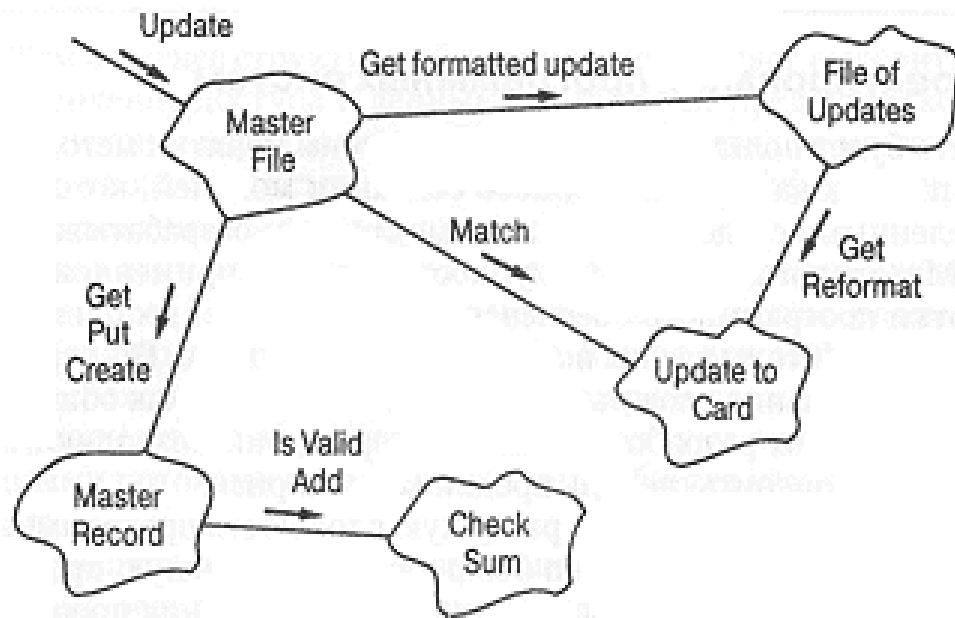 Update
Get formatted update
File of
Updates
Master
File
Match
Get
Reformat
Get
Put
Create
Update to
Card
Is Valid
Add
Master
Record
Check
Sum